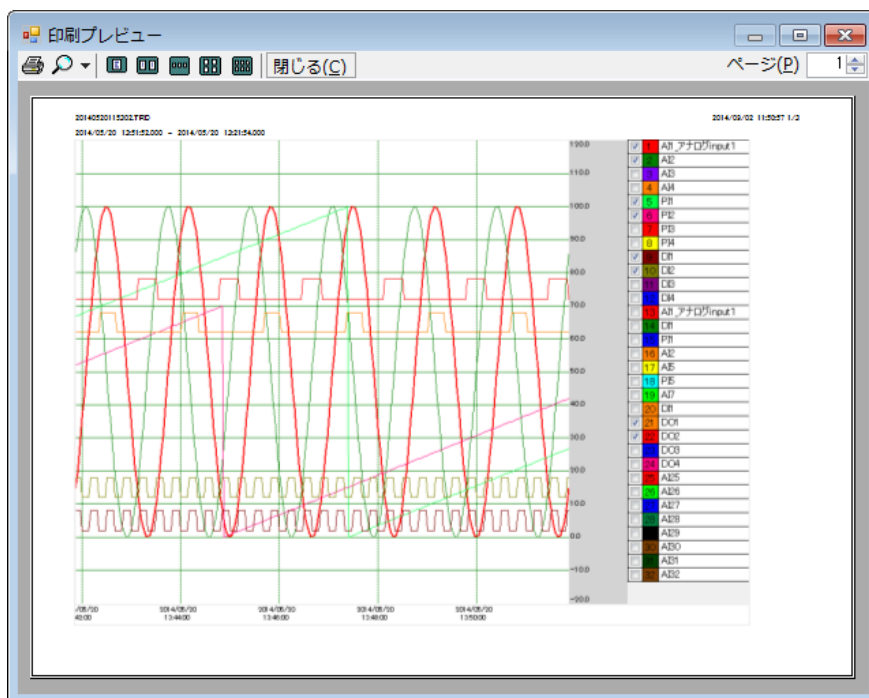 印刷プレビュー
閉じる(C)
ページ(P) 1
20140520115202.TRD
2014/09/02 11:50:57 1/2
2014/05/20 12:51:52.000 - 2014/05/20 12:21:54.000
120.0
110.0
100.0
90.0
80.0
70.0
60.0
50.0
40.0
30.0
20.0
10.0
0.0
-10.0
-20.0
1 AI1_アナログinput1
2 AI2
3 AI3
4 AI4
5 PI1
6 PI2
7 PI3
8 PI4
9 DI1
10 DI2
11 DI3
12 DI4
13 AI1_アナログinput1
14 DI1
15 PI1
16 AI2
17 AI5
18 PI5
19 AI7
20 DI1
21 DO1
22 DO2
23 DO3
24 DO4
25 AI25
26 AI26
27 AI27
28 AI28
AI29
30 AI30
31 AI31
32 AI32
/05/20 2014/05/20 2014/05/20 2014/05/20 2014/05/20
13:44:00 13:46:00 13:48:00 13:50:00